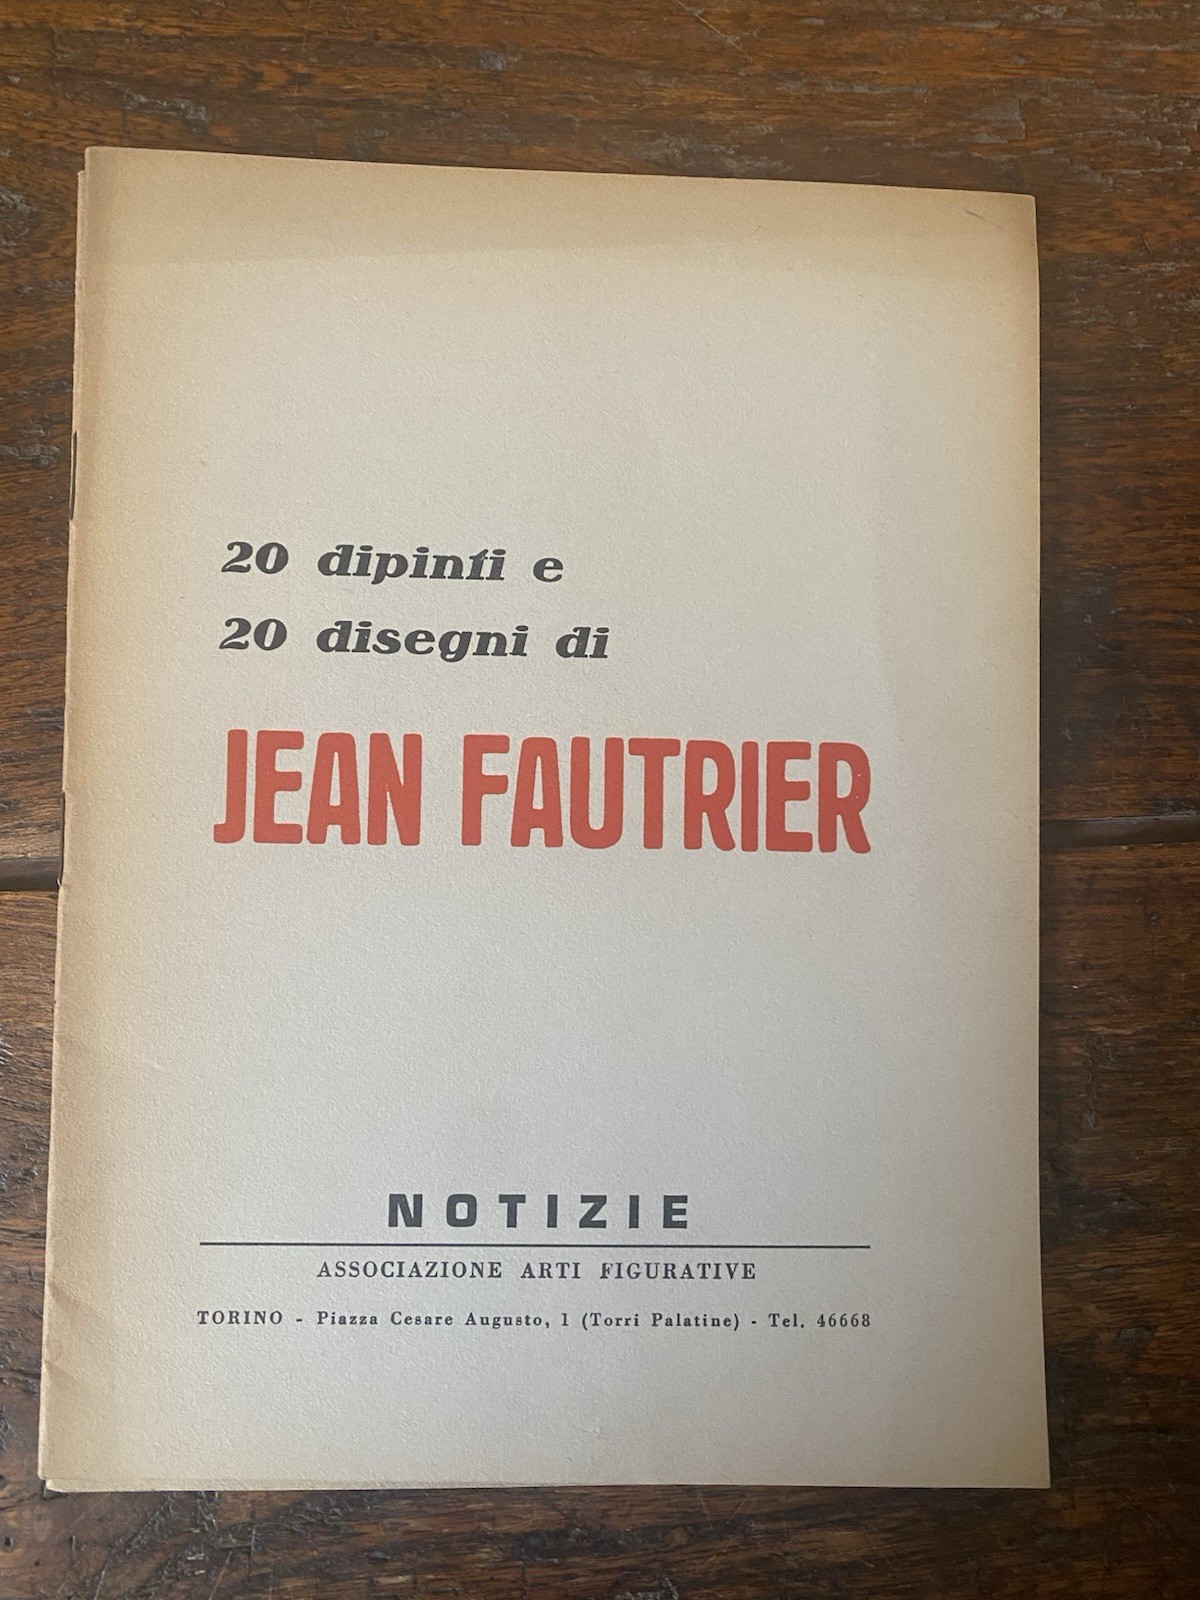 20 dipinti e
20 disegni di
JEAN FAUTRIER
NOTIZIE
ASSOCIAZIONE ARTI FIGURATIVE
TORINO - Piazza Cesare Augusto, 1 (Torri Palatine) - Tel. 46668